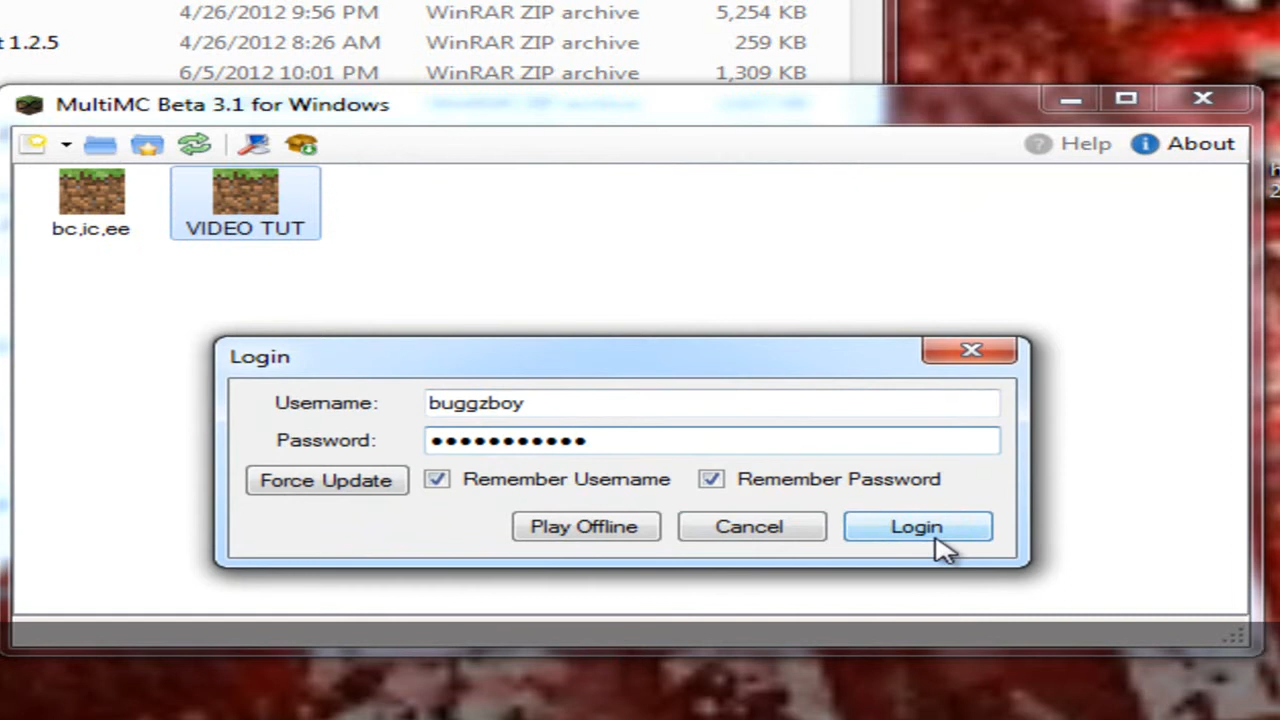 4/26/2012 9:56 PM WinRAR ZIP archive 5,254 KB
t 1.2.5 4/26/2012 8:26 AM WinRAR ZIP archive 259 KB
6/5/2012 10:01 PM WinRAR ZIP archive 1,309 KB
MultiMC Beta 3.1 for Windows
? Help i About
bc,ic,ee VIDEO TUT
Login
Username: buggzboy
Password: ●●●●●●●●●●●
Force Update Remember Username Remember Password
Play Offline Cancel Login